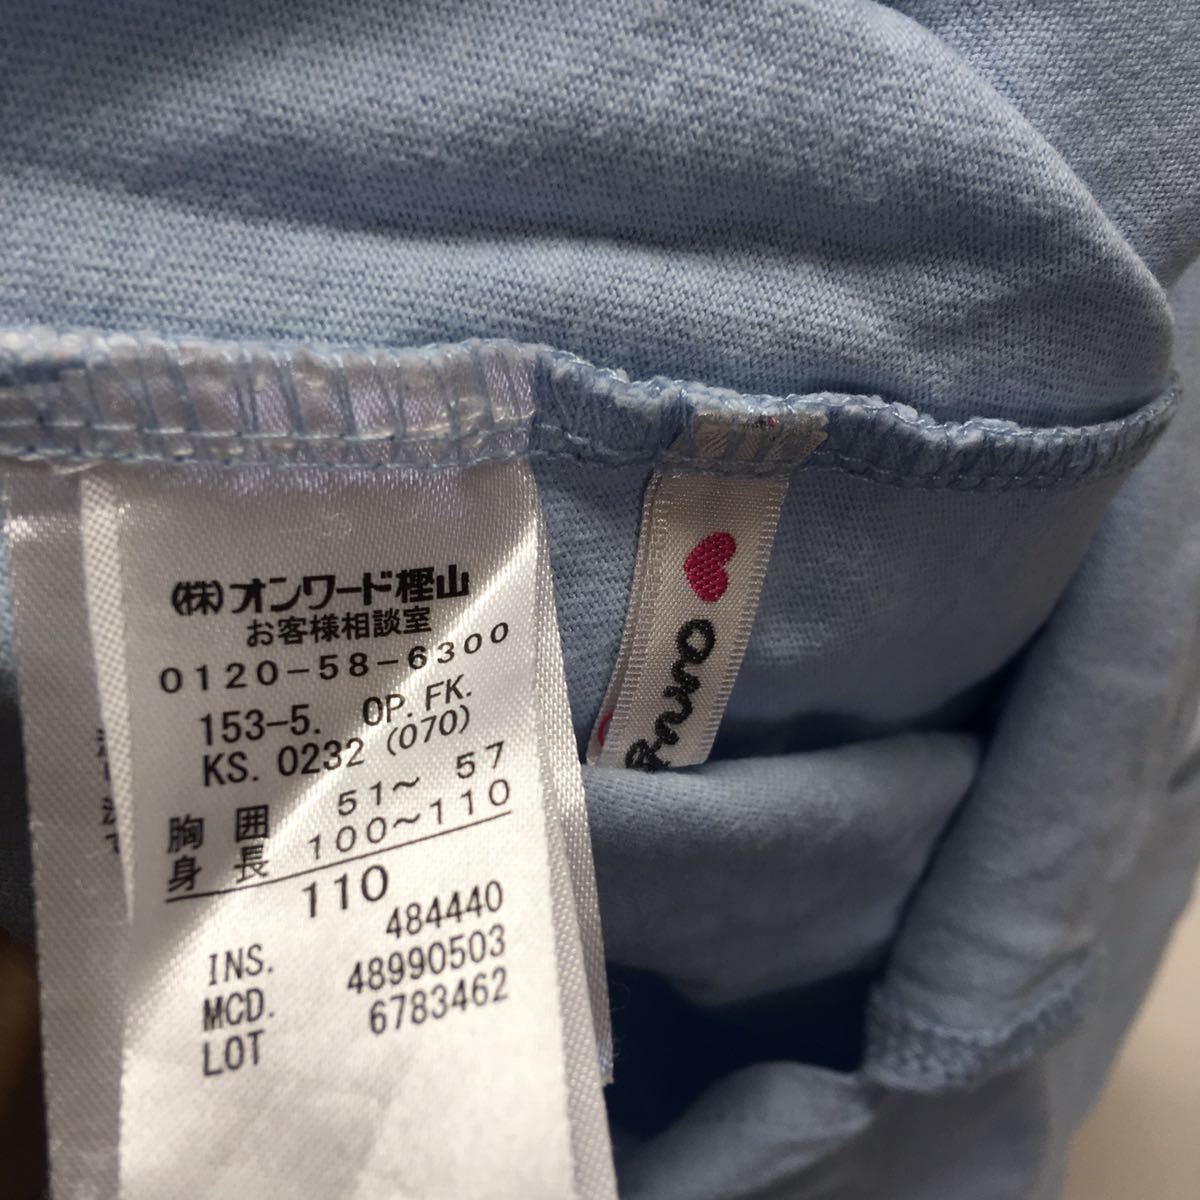 (株)オンワード樫山
お客様相談室
0120-58-6300
153-5. OP.FK.
KS. 0232 (070)
胸囲 51〜57
身長 100〜110
110
INS. 484440
MCD. 48990503
LOT 6783462
any